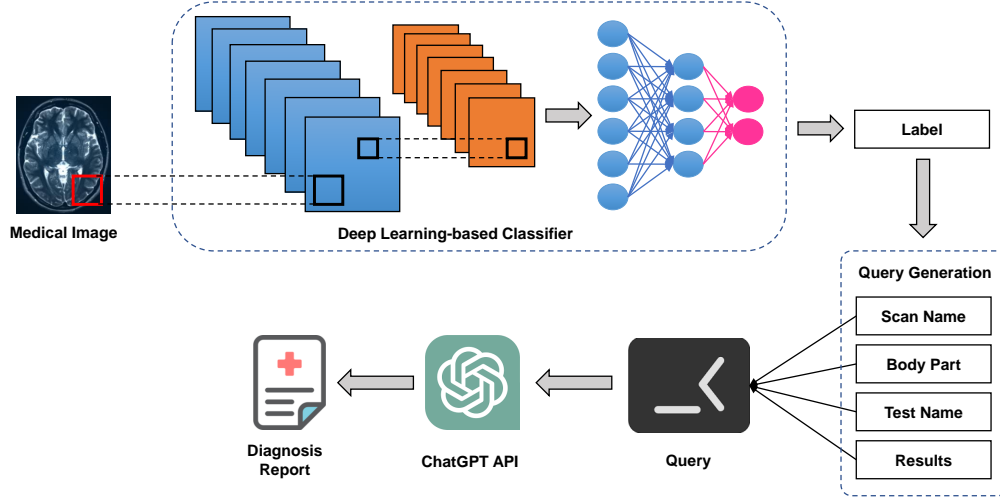 Medical Image
Deep Learning-based Classifier
Label
Query Generation
Scan Name
Body Part
Test Name
Results
Query
ChatGPT API
Diagnosis
Report